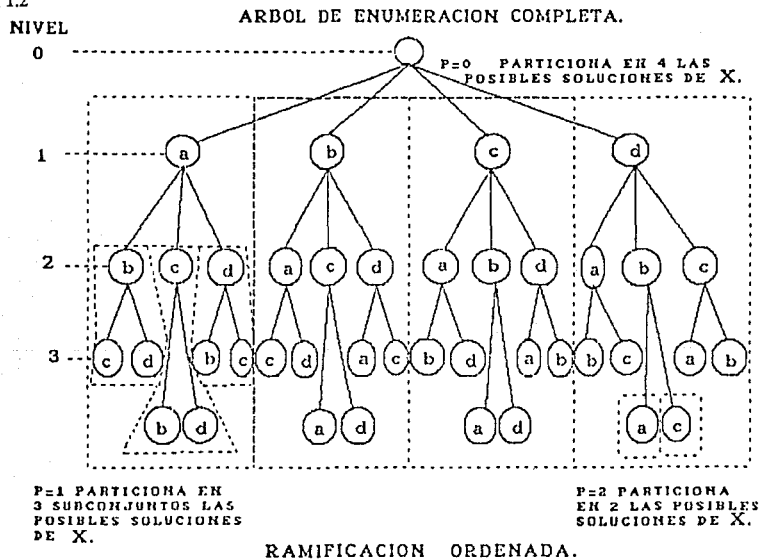 1.2
ARBOL DE ENUMERACION COMPLETA.
NIVEL
0
P=0 PARTICIONA EN 4 LAS
POSIBLES SOLUCIONES DE X.
1 a b c d
2 b c d a c d a b d a b c
3 c d b c c d a c b d a b b c a b
b d a d a d a c
P=1 PARTICIONA EN
3 SUBCONJUNTOS LAS
POSIBLES SOLUCIONES
DE X.
P=2 PARTICIONA
EN 2 LAS POSIBLES
SOLUCIONES DE X.
RAMIFICACION ORDENADA.